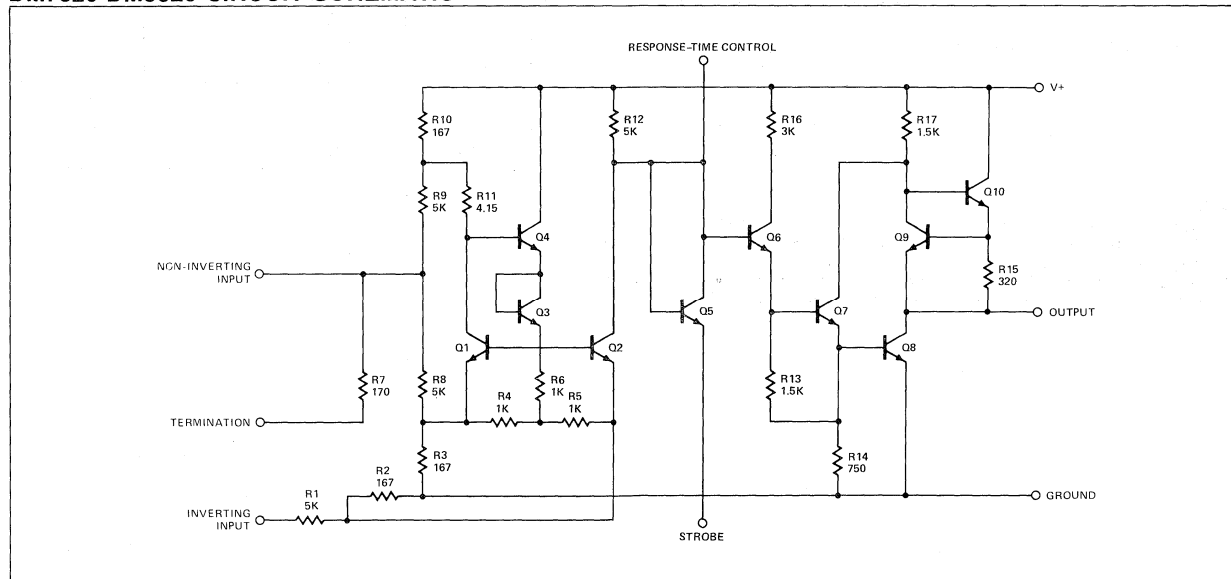 RESPONSE-TIME CONTROL
V+
R10
167
R12
5K
R16
3K
R17
1.5K
R9
5K
R11
4.15
Q10
Q4
Q6
Q9
NON-INVERTING
INPUT
R15
320
Q3
Q5
Q7
OUTPUT
Q1
Q2
Q8
R7
170
R8
5K
R6
1K
R4
1K
R5
1K
R13
1.5K
TERMINATION
R3
167
R14
750
R2
167
R1
5K
GROUND
INVERTING
INPUT
STROBE